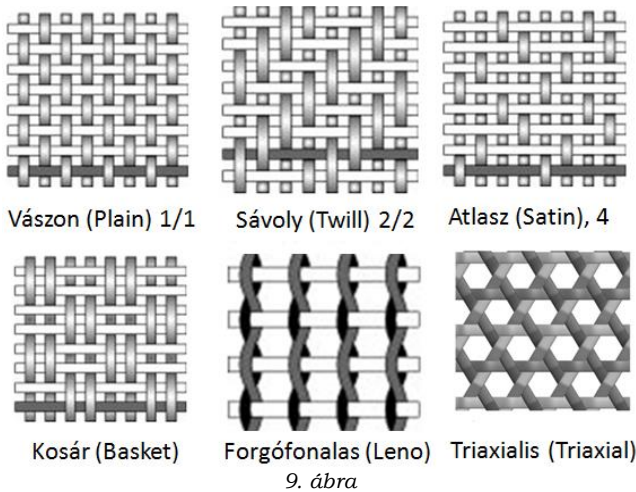 Vászon (Plain) 1/1
Sávoly (Twill) 2/2
Atlasz (Satin), 4
Kosár (Basket)
Forgófonalas (Leno)
Triaxialis (Triaxial)
9. ábra